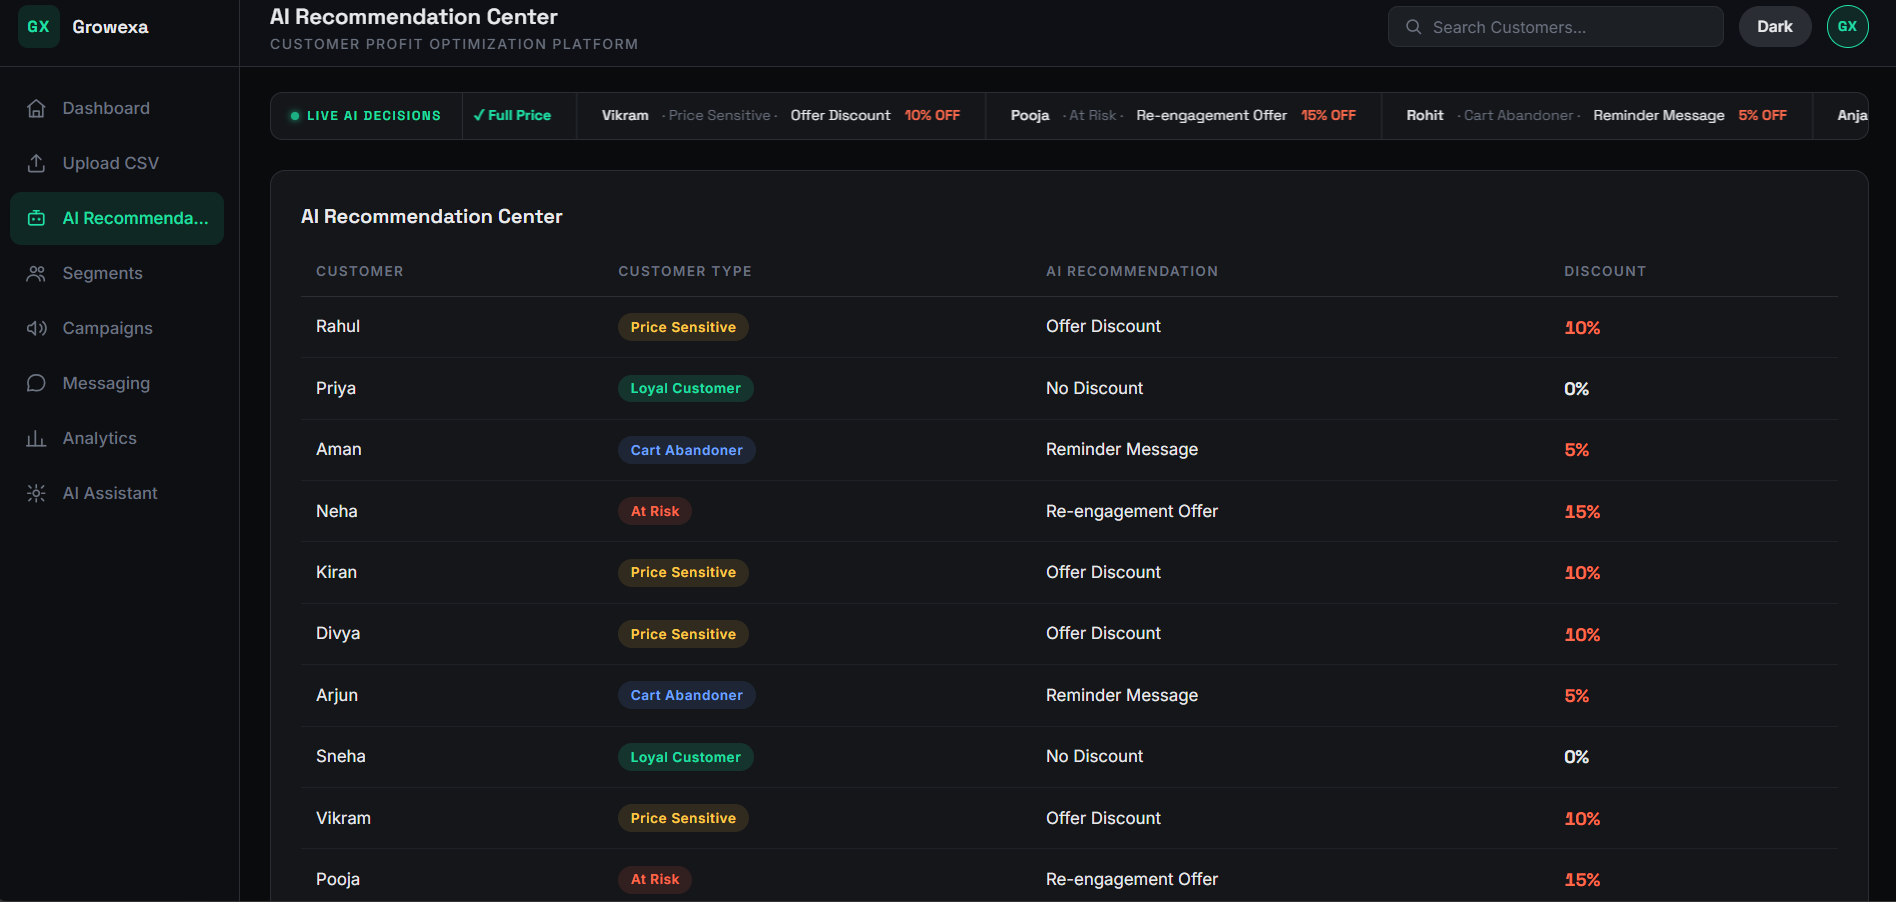 GX Growexa
AI Recommendation Center
CUSTOMER PROFIT OPTIMIZATION PLATFORM
Search Customers...
Dark
GX
Dashboard
Upload CSV
AI Recommenda...
Segments
Campaigns
Messaging
Analytics
AI Assistant
LIVE AI DECISIONS ✓ Full Price Vikram · Price Sensitive · Offer Discount 10% OFF Pooja · At Risk · Re-engagement Offer 15% OFF Rohit · Cart Abandoner · Reminder Message 5% OFF Anja
AI Recommendation Center
CUSTOMER CUSTOMER TYPE AI RECOMMENDATION DISCOUNT
Rahul Price Sensitive Offer Discount 10%
Priya Loyal Customer No Discount 0%
Aman Cart Abandoner Reminder Message 5%
Neha At Risk Re-engagement Offer 15%
Kiran Price Sensitive Offer Discount 10%
Divya Price Sensitive Offer Discount 10%
Arjun Cart Abandoner Reminder Message 5%
Sneha Loyal Customer No Discount 0%
Vikram Price Sensitive Offer Discount 10%
Pooja At Risk Re-engagement Offer 15%